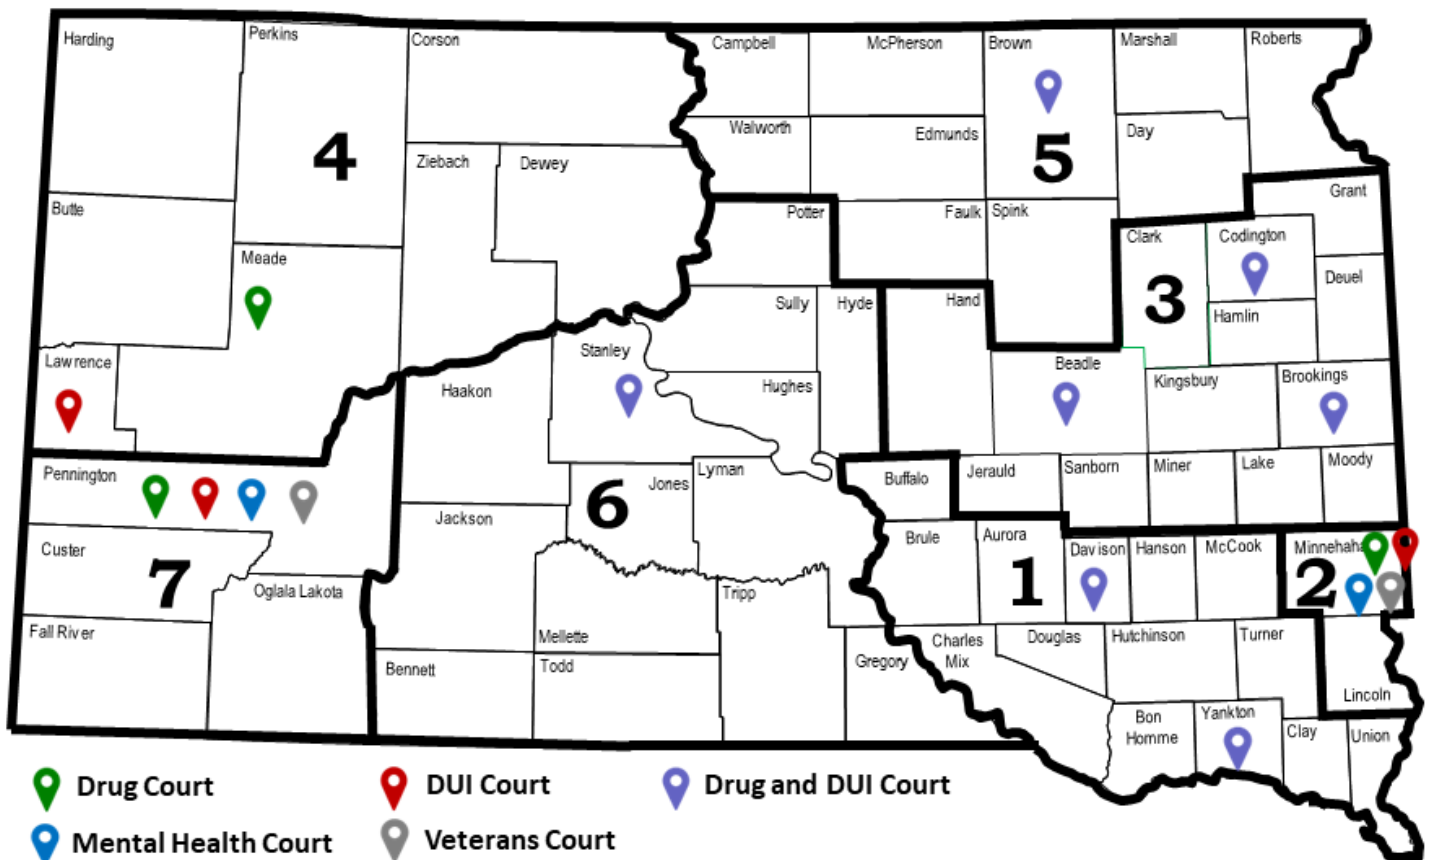 Harding
Perkins
Corson
Campbell
McPherson
Brown
Marshall
Roberts
Walworth
Edmunds
Day
4
5
Ziebach
Dewey
Grant
Butte
Potter
Faulk
Spink
Clark
Codington
Meade
Deuel
Sully
Hyde
Hand
3
Hamlin
Lawrence
Stanley
Beadle
Haakon
Hughes
Kingsbury
Brookings
Pennington
Lyman
Jones
Buffalo
Jerauld
Sanborn
Miner
Lake
Moody
6
Jackson
Custer
Brule
Aurora
Davison
Hanson
McCook
Minnehaha
7
1
2
Oglala Lakota
Tripp
Fall River
Mellette
Charles
Mix
Douglas
Hutchinson
Turner
Bennett
Todd
Gregory
Lincoln
Bon
Homme
Yankton
Clay
Union
Drug Court
DUI Court
Drug and DUI Court
Mental Health Court
Veterans Court